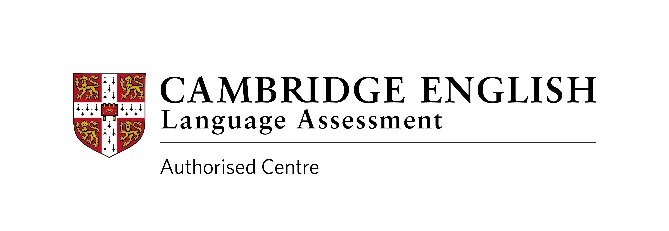 CAMBRIDGE ENGLISH
Language Assessment
Authorised Centre